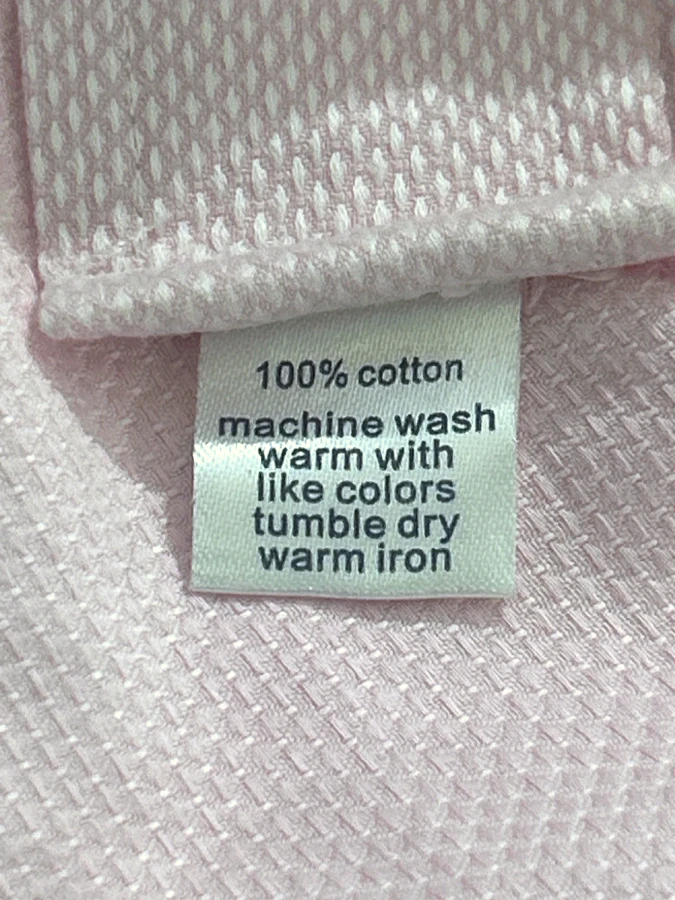 100% cotton
machine wash
warm with
like colors
tumble dry
warm iron